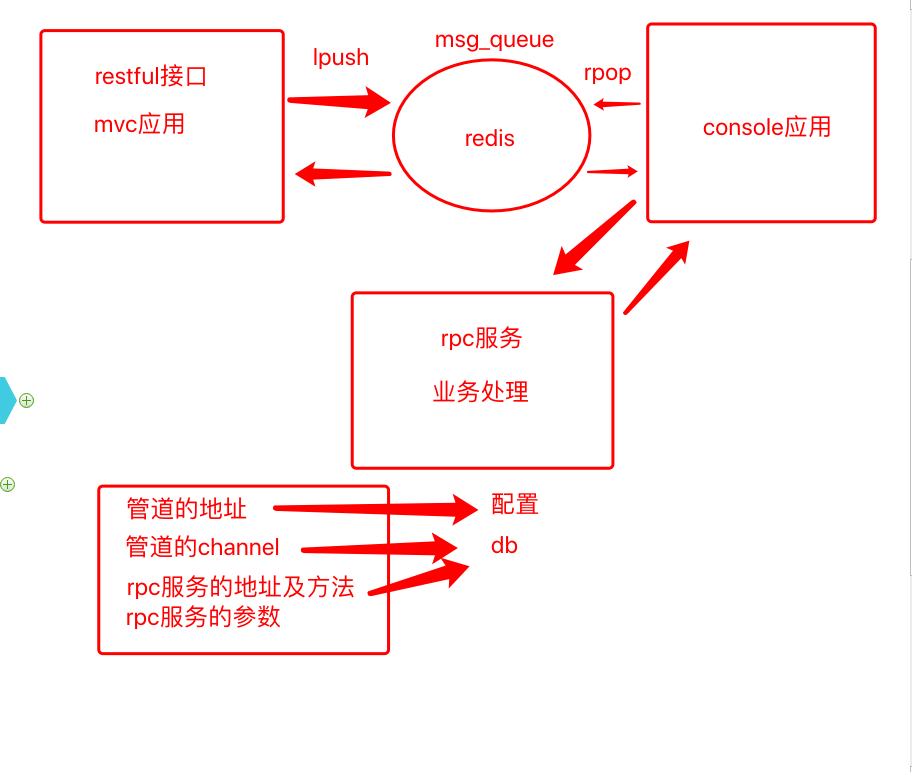 restful接口
mvc应用
lpush
msg_queue
redis
rpop
console应用
rpc服务
业务处理
管道的地址
配置
管道的channel
db
rpc服务的地址及方法
rpc服务的参数